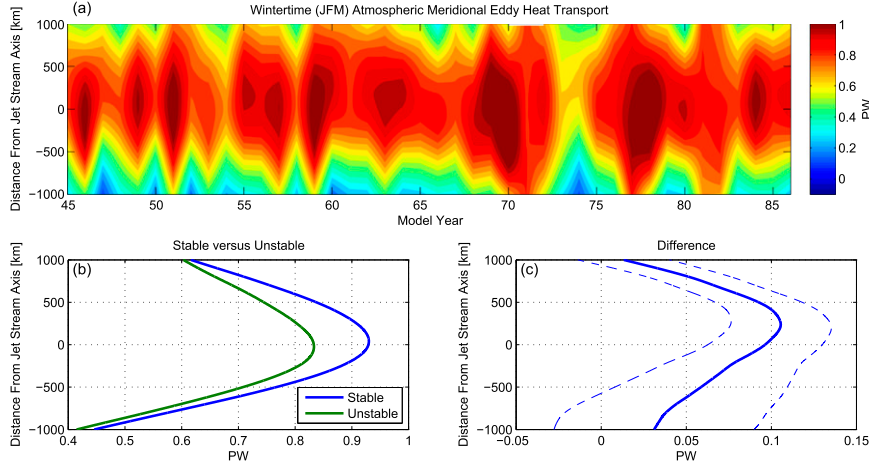 (a)
Wintertime (JFM) Atmospheric Meridional Eddy Heat Transport
Distance From Jet Stream Axis [km]
1000
500
0
−500
−1000
45 50 55 60 65 70 75 80 85
Model Year
1
0.8
0.6
0.4
0.2
0
PW
Stable versus Unstable
(b)
Distance From Jet Stream Axis [km]
1000
500
0
−500
−1000
Stable
Unstable
0.4 0.5 0.6 0.7 0.8 0.9 1
PW
Difference
(c)
Distance From Jet Stream Axis [km]
1000
500
0
−500
−1000
−0.05 0 0.05 0.1 0.15
PW